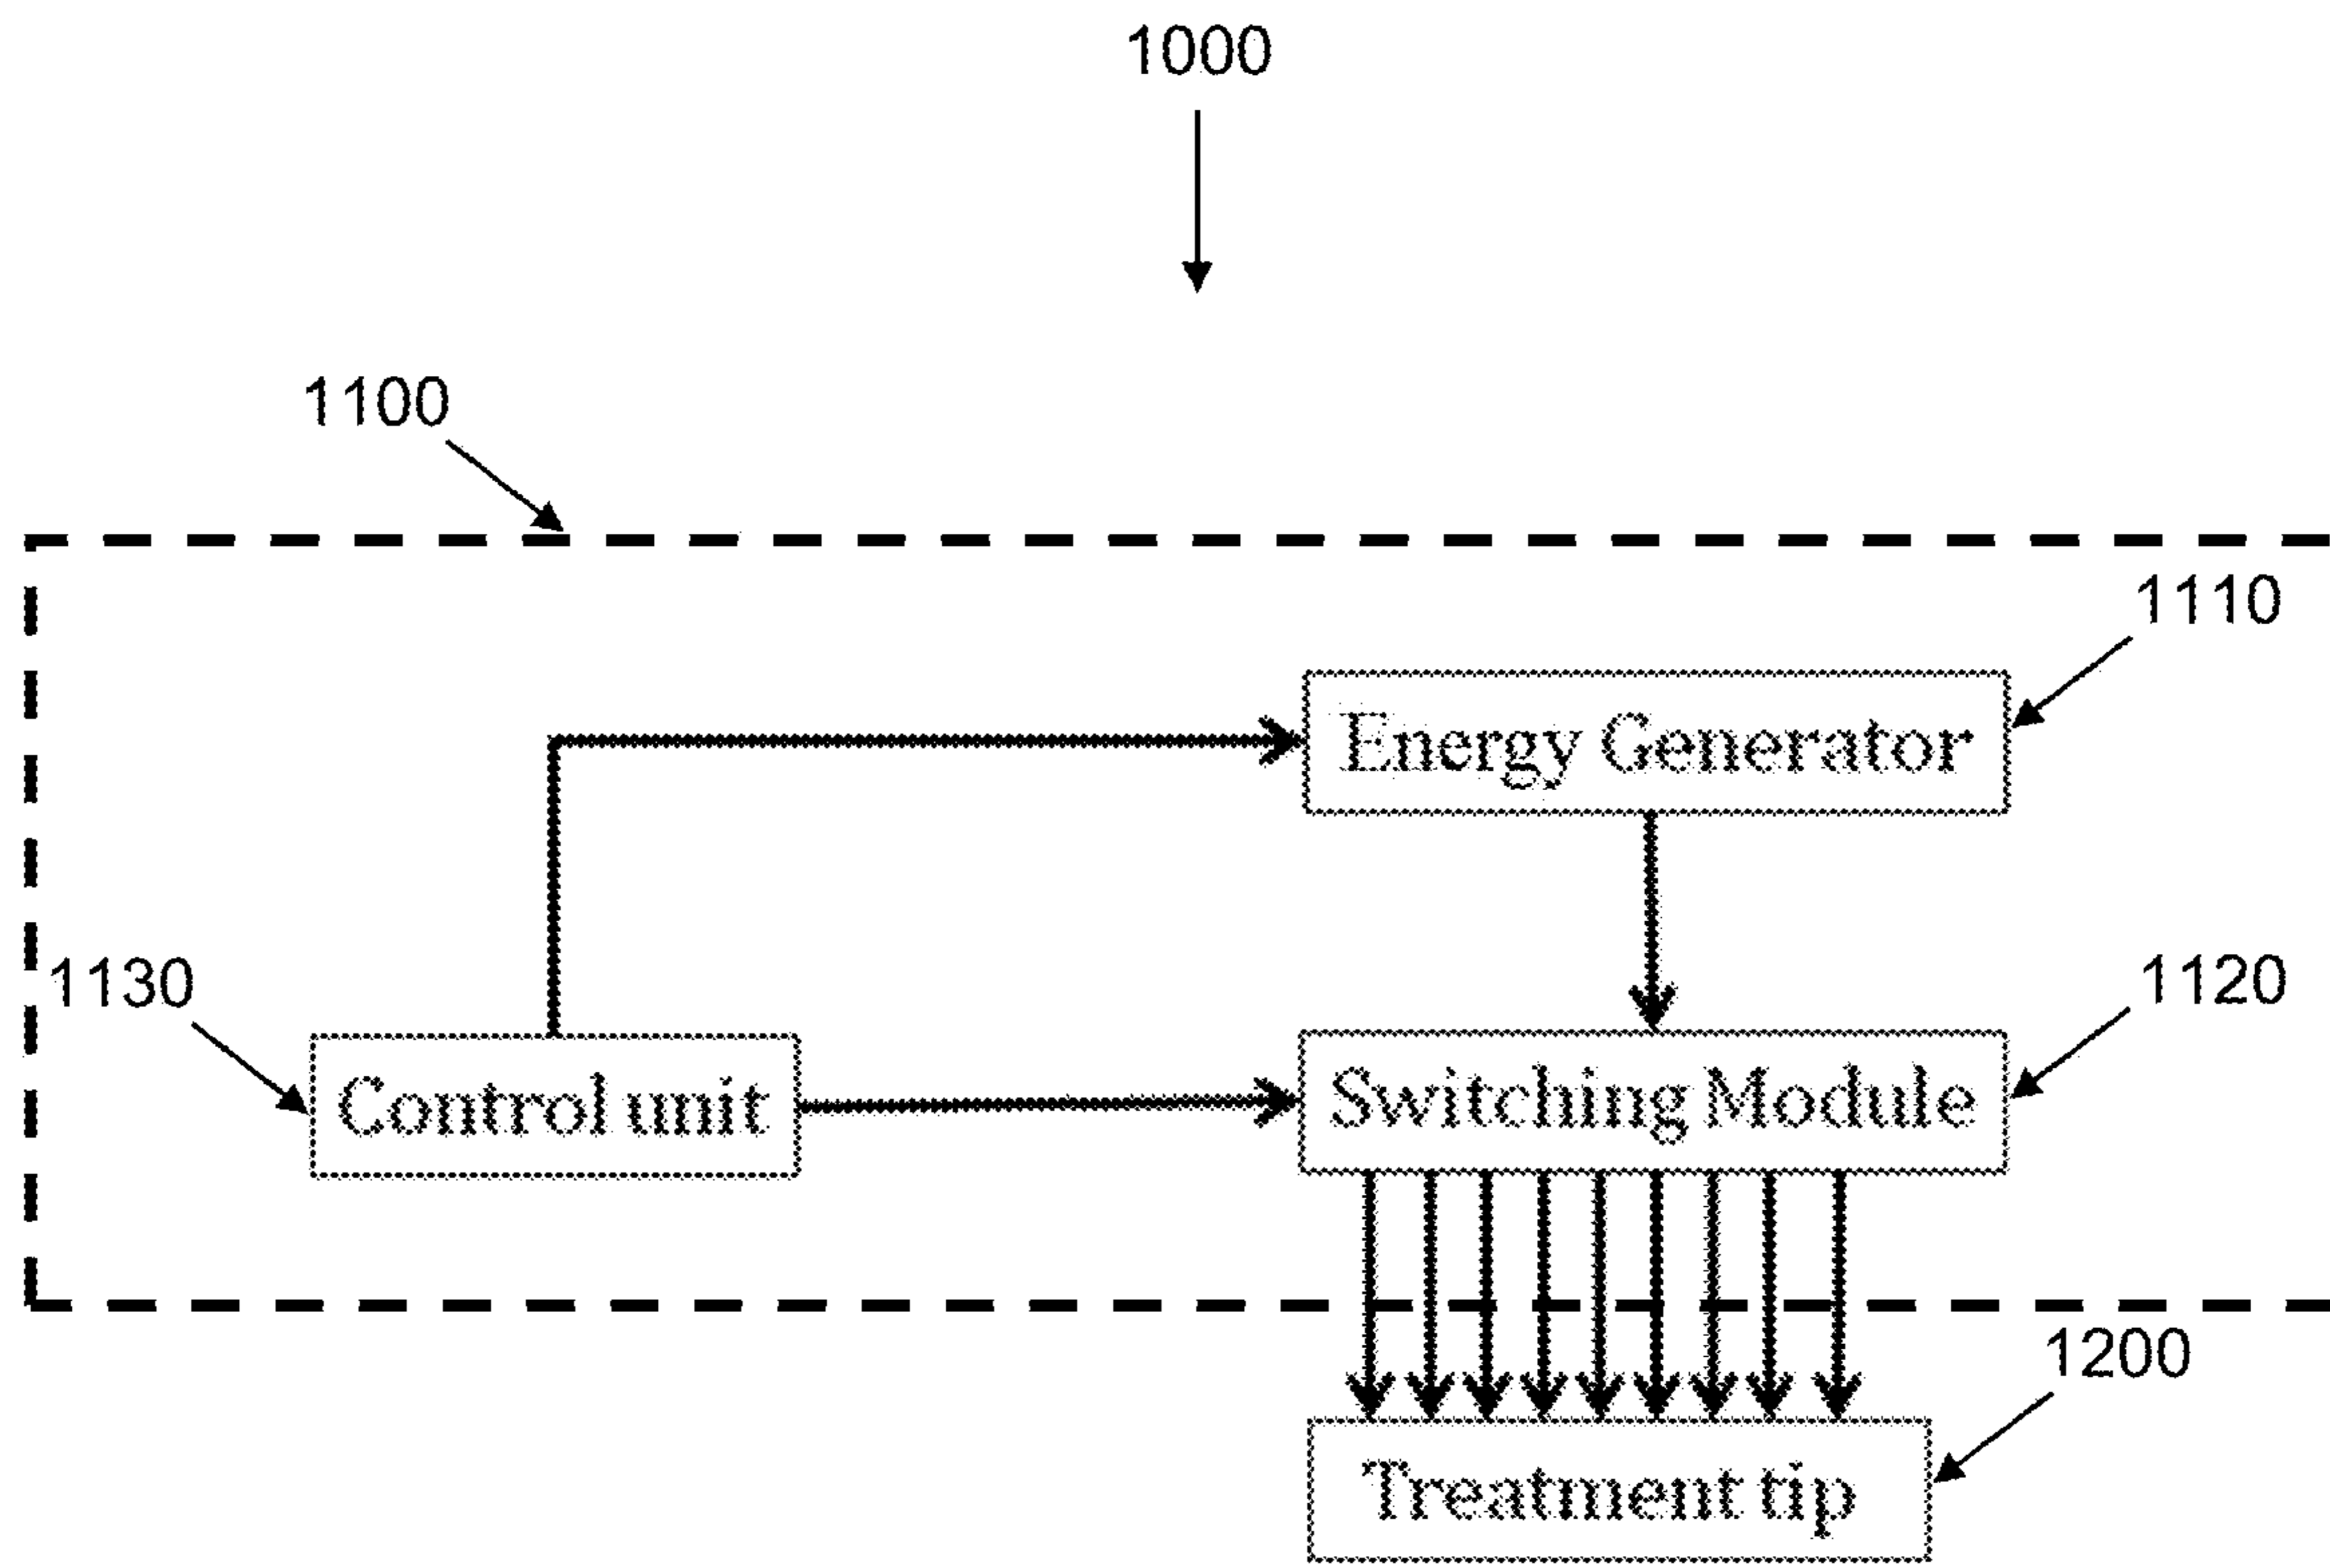 1000
1100
1110
Energy Generator
1130
1120
Control unit
Switching Module
1200
Treatment tip